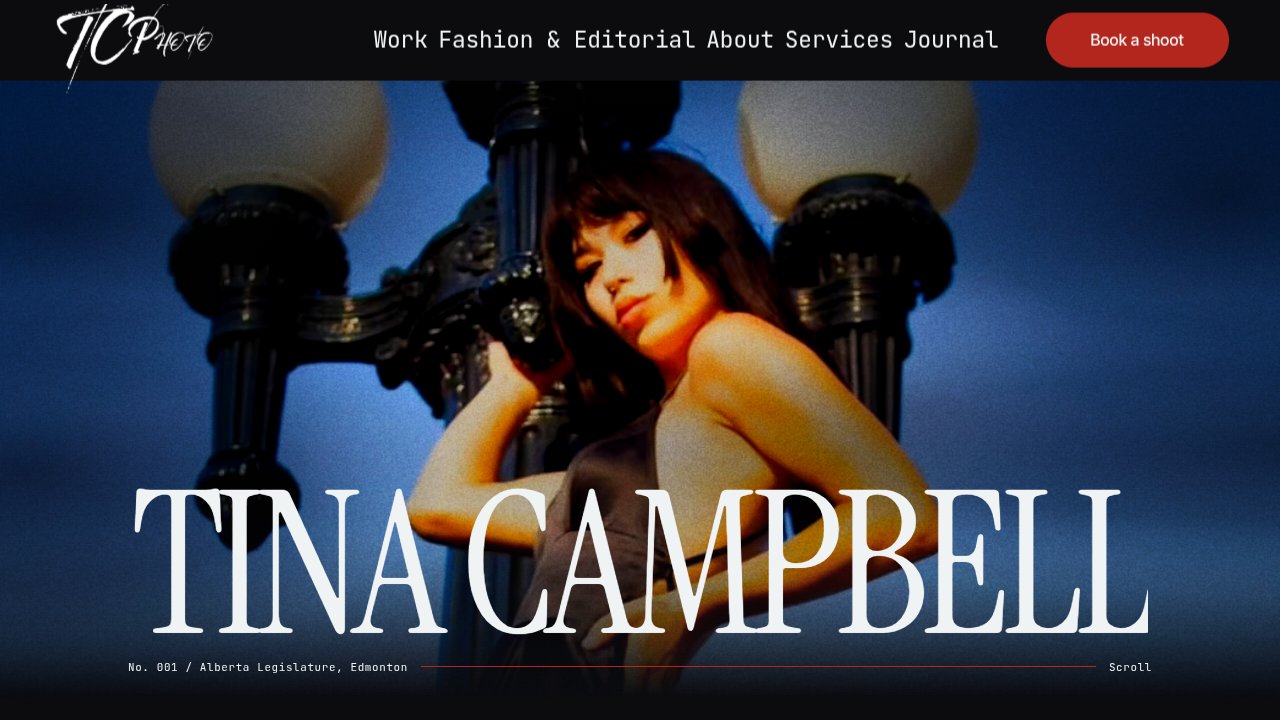 TCPhoto
Work Fashion & Editorial About Services Journal
Book a shoot
TINA CAMPBELL
No. 001 / Alberta Legislature, Edmonton
Scroll